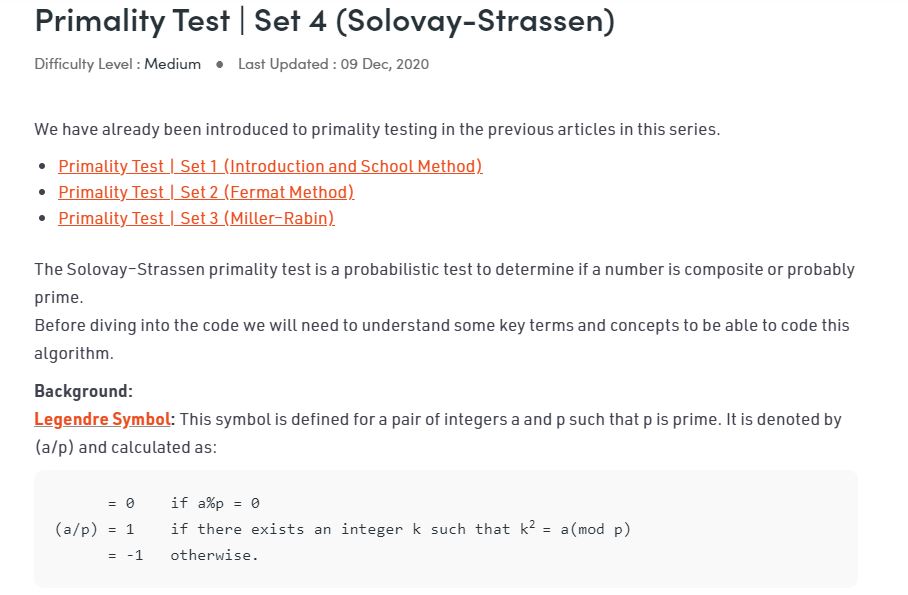 Primality Test | Set 4 (Solovay-Strassen)
Difficulty Level : Medium ● Last Updated : 09 Dec, 2020
We have already been introduced to primality testing in the previous articles in this series.
• Primality Test | Set 1 (Introduction and School Method)
• Primality Test | Set 2 (Fermat Method)
• Primality Test | Set 3 (Miller–Rabin)
The Solovay–Strassen primality test is a probabilistic test to determine if a number is composite or probably
prime.
Before diving into the code we will need to understand some key terms and concepts to be able to code this
algorithm.
Background:
Legendre Symbol: This symbol is defined for a pair of integers a and p such that p is prime. It is denoted by
(a/p) and calculated as:
= 0 if a%p = 0
(a/p) = 1 if there exists an integer k such that k² = a(mod p)
= -1 otherwise.